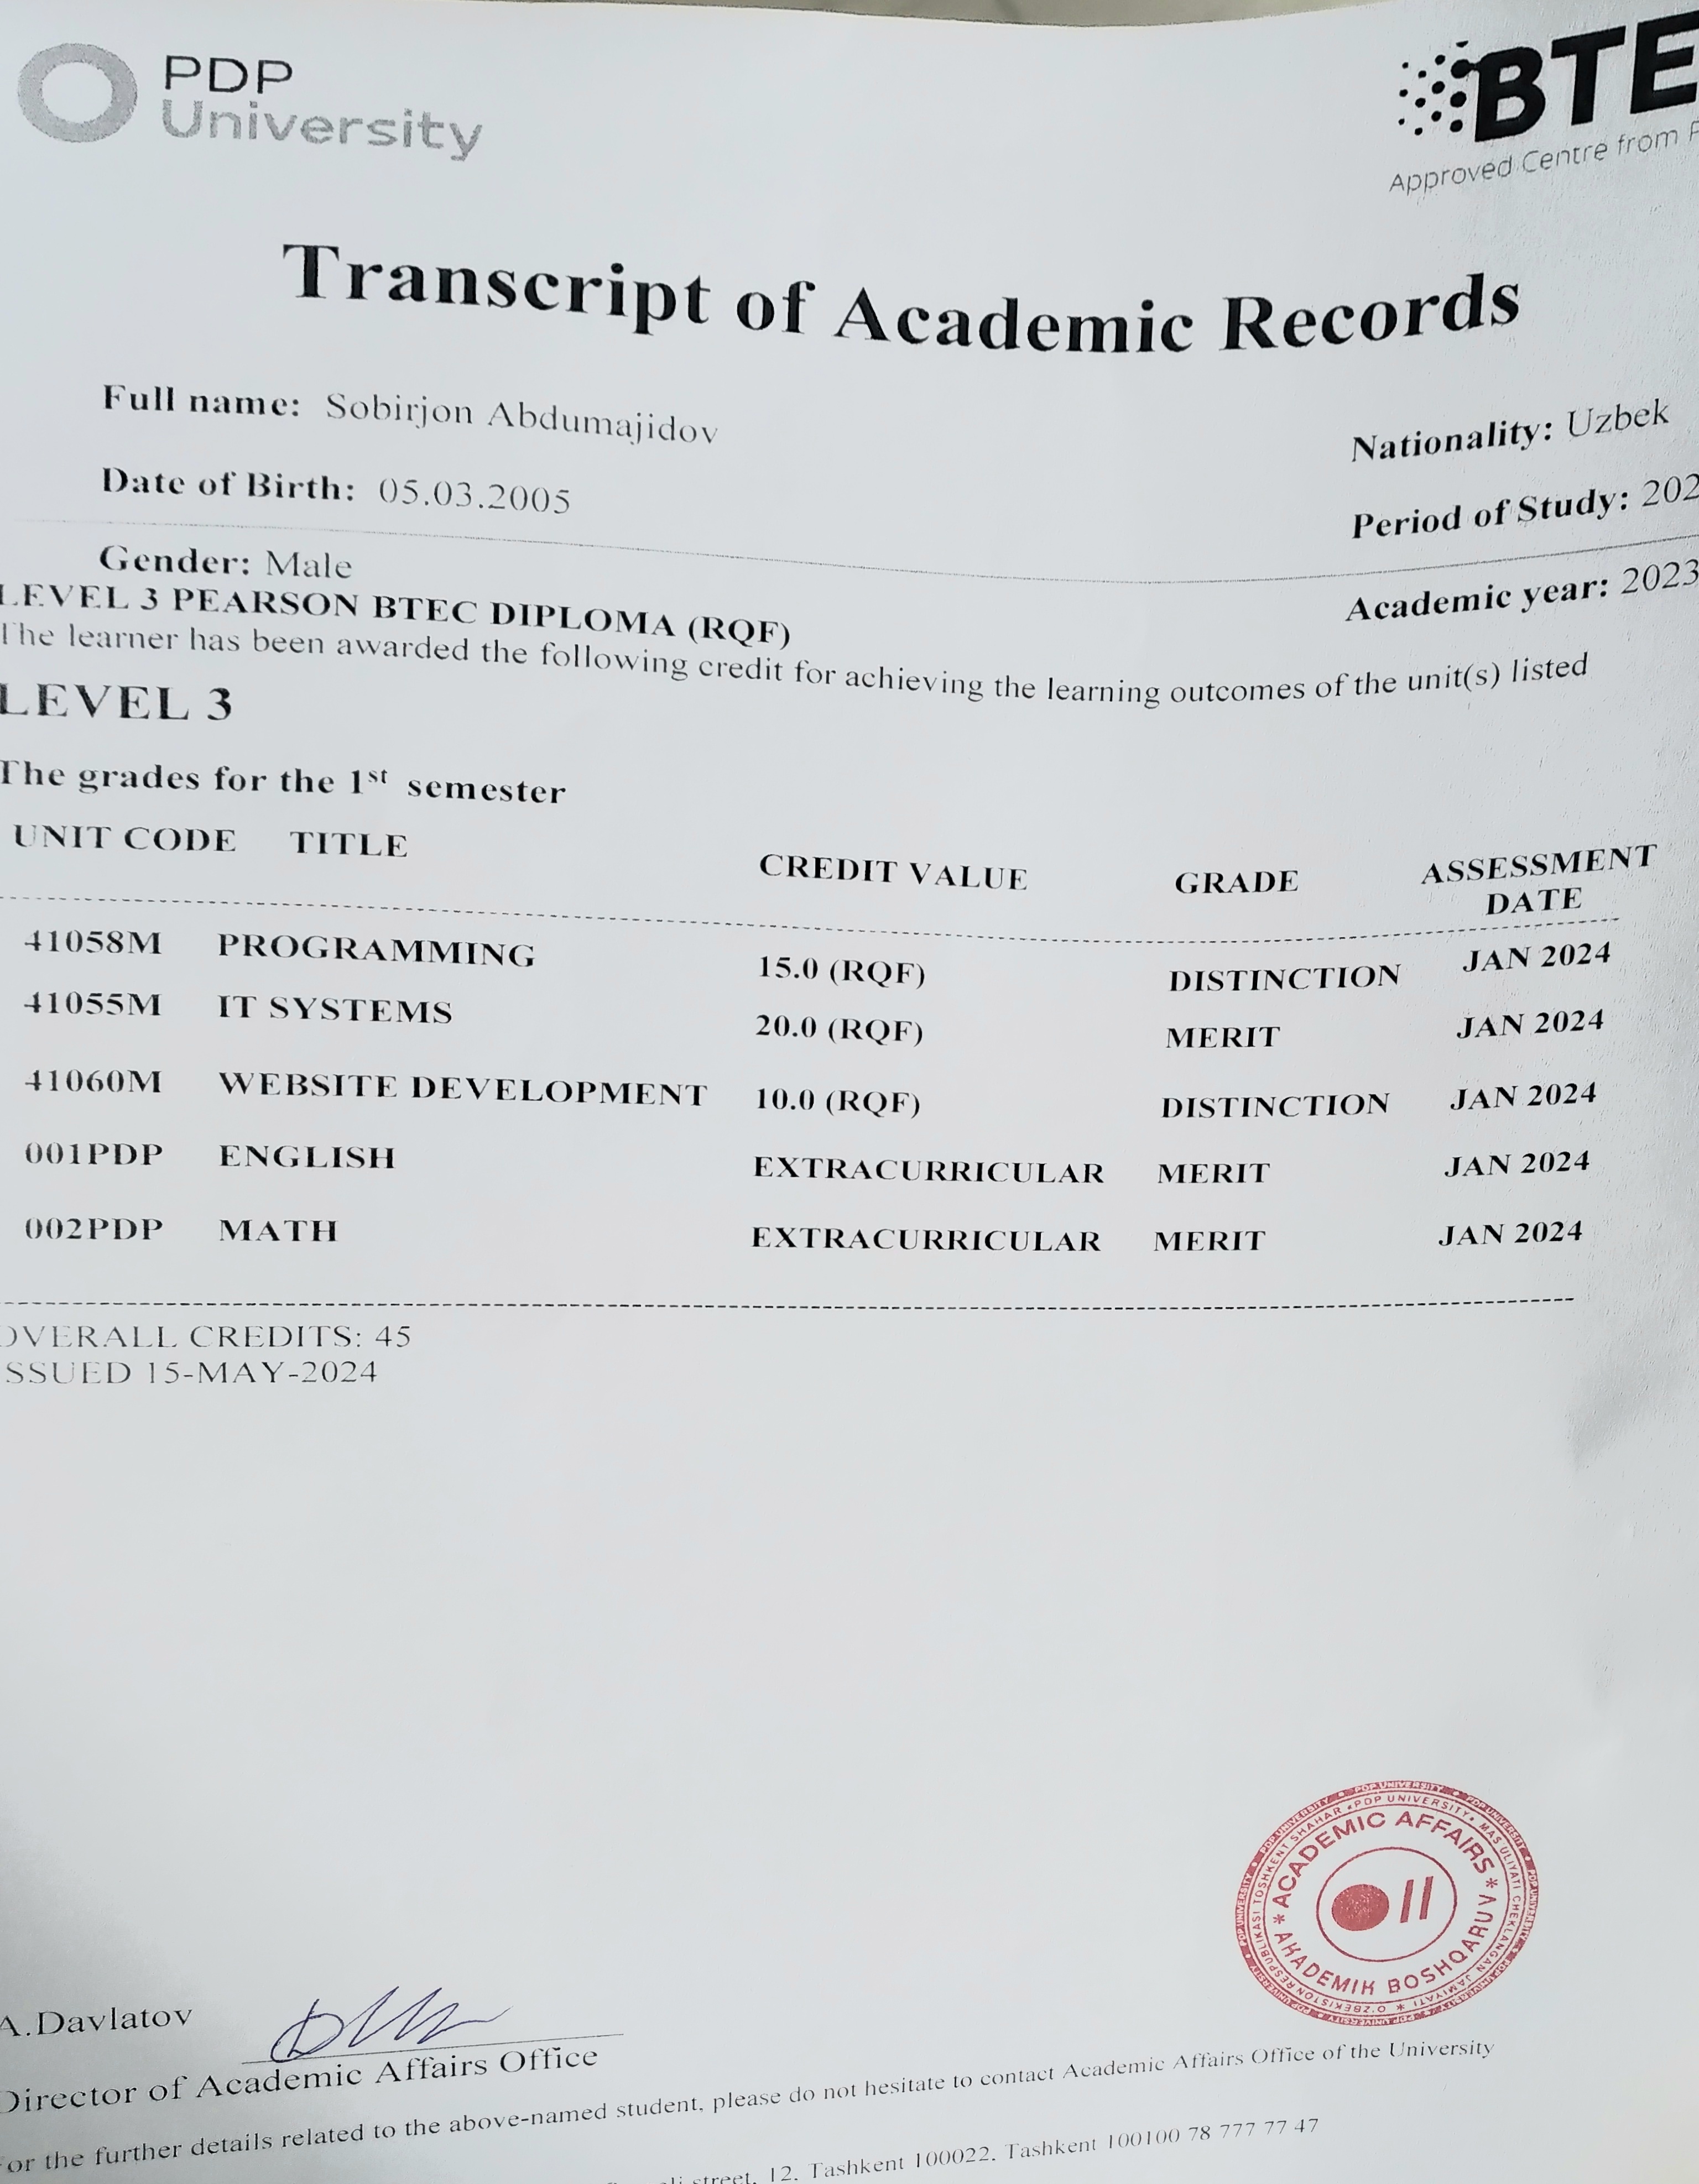 PDP
University
BTE
Approved Centre from
Transcript of Academic Records
Full name: Sobirjon Abdumajidov
Nationality: Uzbek
Date of Birth: 05.03.2005
Period of Study: 202
Gender: Male
Academic year: 2023
LEVEL 3 PEARSON BTEC DIPLOMA (RQF)
The learner has been awarded the following credit for achieving the learning outcomes of the unit(s) listed
LEVEL 3
The grades for the 1st semester
UNIT CODE TITLE CREDIT VALUE GRADE ASSESSMENT DATE
41058M PROGRAMMING 15.0 (RQF) DISTINCTION JAN 2024
41055M IT SYSTEMS 20.0 (RQF) MERIT JAN 2024
41060M WEBSITE DEVELOPMENT 10.0 (RQF) DISTINCTION JAN 2024
001PDP ENGLISH EXTRACURRICULAR MERIT JAN 2024
002PDP MATH EXTRACURRICULAR MERIT JAN 2024
OVERALL CREDITS: 45
ISSUED 15-MAY-2024
PDP UNIVERSITY
O'ZBEKISTON RESPUBLIKASI TOSHKENT SHAHAR • PDP UNIVERSITY • MAS'ULIYATI CHEKLANGAN JAMIYATI
* ACADEMIC AFFAIRS *
AKADEMIK BOSHQARUV
A.Davlatov
Director of Academic Affairs Office
For the further details related to the above-named student, please do not hesitate to contact Academic Affairs Office of the University
street, 12, Tashkent 100022, Tashkent 100100 78 777 77 47